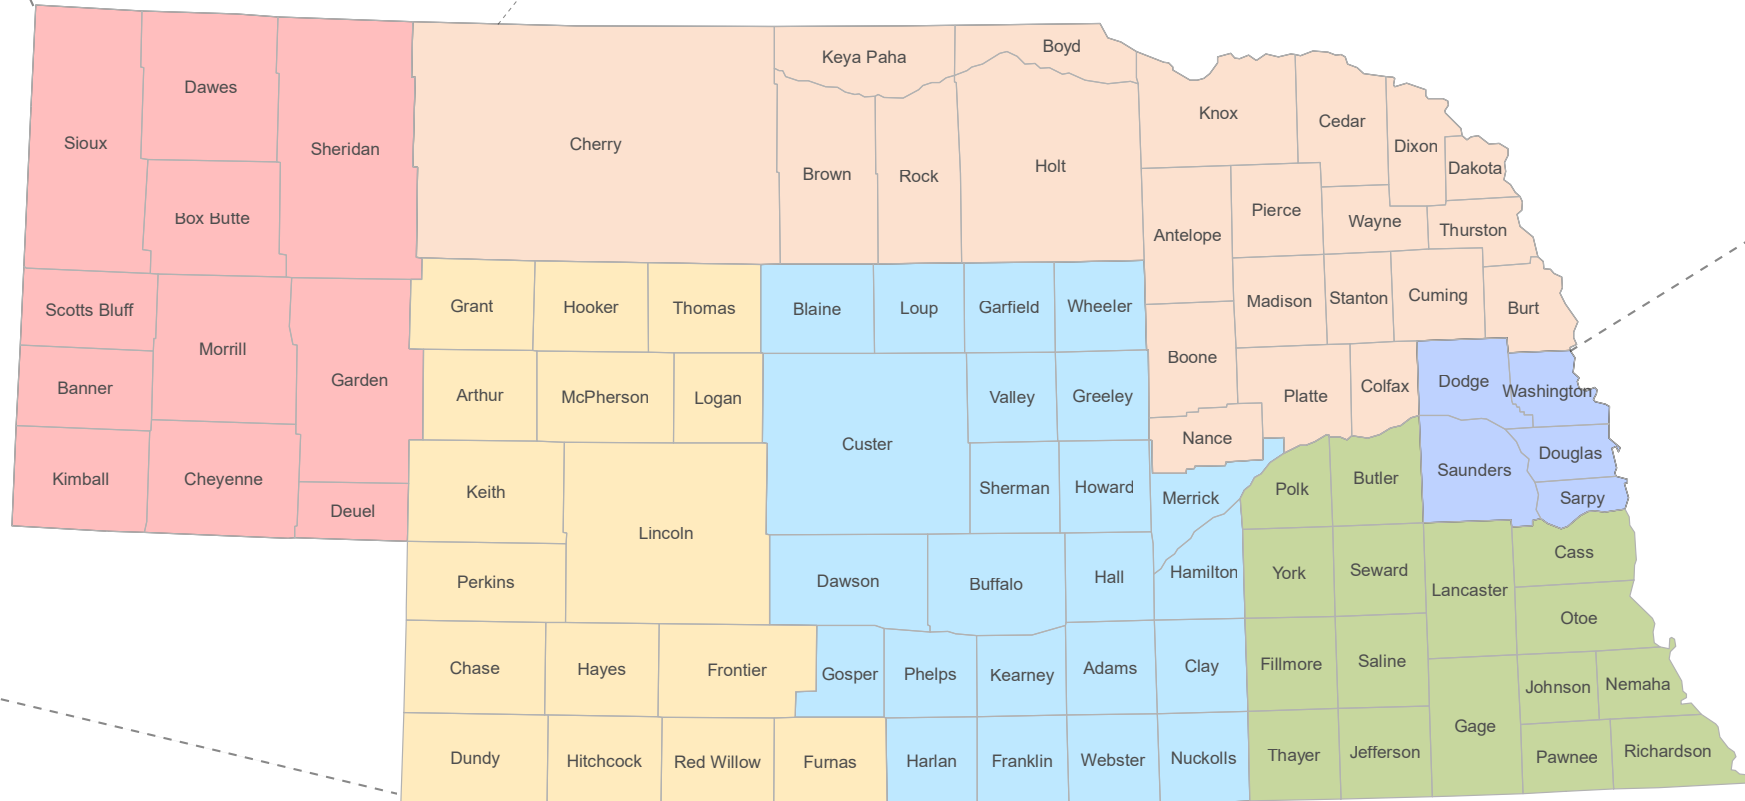 Boyd
Keya Paha
Dawes
Knox
Cedar
Sioux
Sheridan
Cherry
Dixon
Holt
Dakota
Brown
Rock
Box Butte
Pierce
Wayne
Thurston
Antelope
Scotts Bluff
Grant
Hooker
Thomas
Blaine
Loup
Garfield
Wheeler
Madison
Stanton
Cuming
Burt
Morrill
Boone
Banner
Garden
Arthur
McPherson
Logan
Valley
Greeley
Platte
Colfax
Dodge
Washington
Custer
Nance
Douglas
Kimball
Cheyenne
Keith
Sherman
Howard
Merrick
Polk
Butler
Saunders
Sarpy
Deuel
Lincoln
Cass
Perkins
Dawson
Buffalo
Hall
Hamilton
York
Seward
Lancaster
Otoe
Chase
Hayes
Frontier
Gosper
Phelps
Kearney
Adams
Clay
Fillmore
Saline
Johnson
Nemaha
Dundy
Hitchcock
Red Willow
Furnas
Harlan
Franklin
Webster
Nuckolls
Thayer
Jefferson
Gage
Pawnee
Richardson